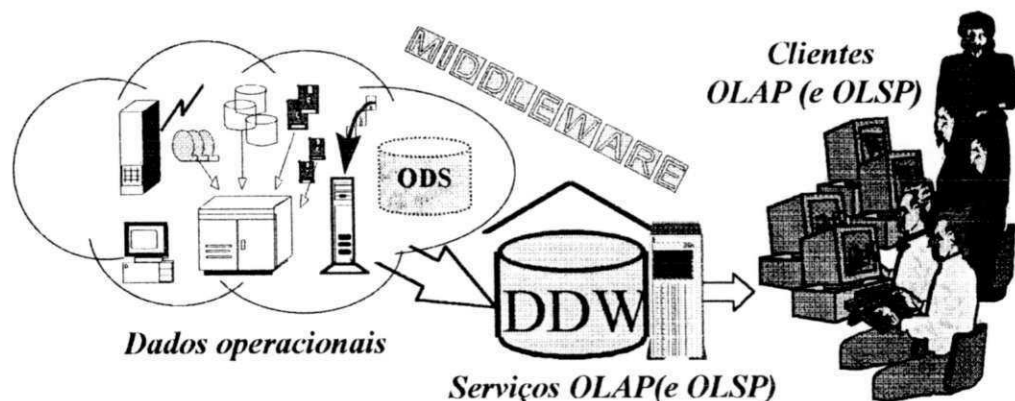 MIDDLEWARE
Clientes
OLAP (e OLSP)
ODS
DDW
Dados operacionais
Serviços OLAP(e OLSP)